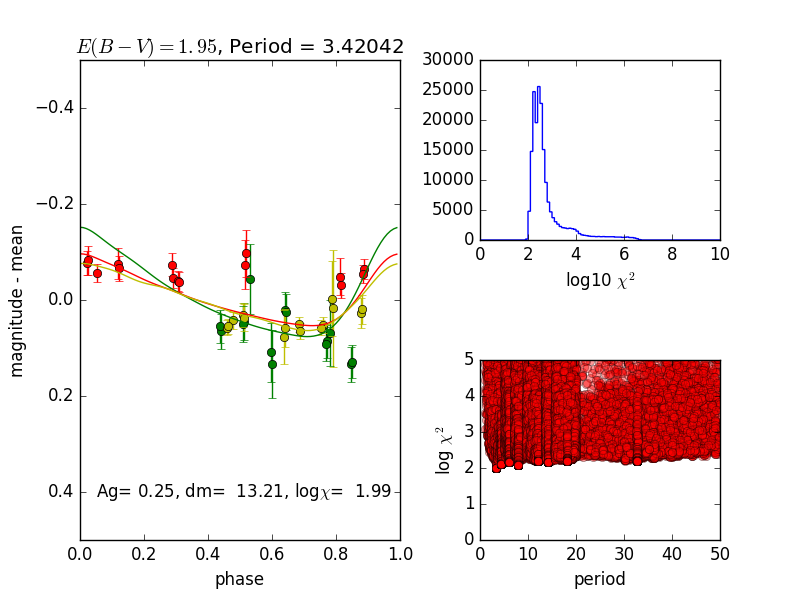 E(B − V) = 1.95, Period = 3.42042
−0.4
−0.2
0.0
0.2
0.4
magnitude - mean
Ag= 0.25, dm= 13.21, logχ= 1.99
0.0 0.2 0.4 0.6 0.8 1.0
phase
30000
25000
20000
15000
10000
5000
0
0 2 4 6 8 10
log10 χ²
5
4
3
2
1
0
log χ²
0 10 20 30 40 50
period